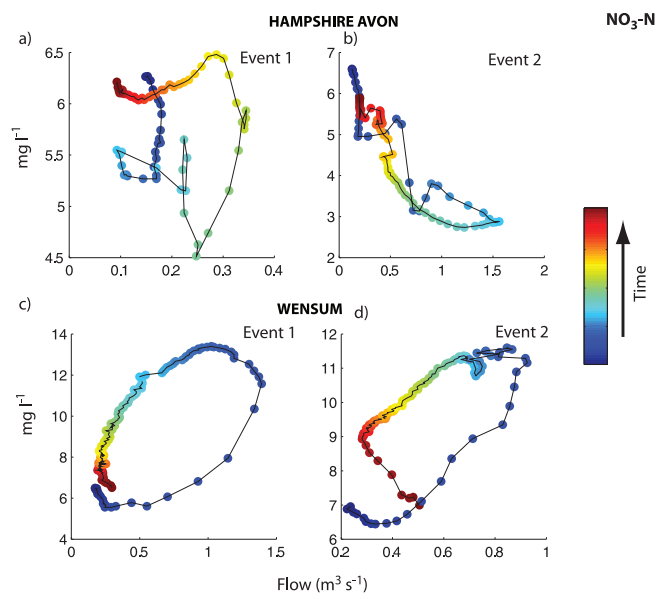 HAMPSHIRE AVON
NO3-N
a)
Event 1
b)
Event 2
6.5
6
5.5
5
4.5
mg l-1
0
0.1
0.2
0.3
0.4
7
6
5
4
3
2
0
0.5
1
1.5
2
Time
WENSUM
c)
Event 1
d)
Event 2
14
12
10
8
6
4
mg l-1
0
0.5
1
1.5
12
11
10
9
8
7
6
0.2
0.4
0.6
0.8
1
Flow (m3 s-1)